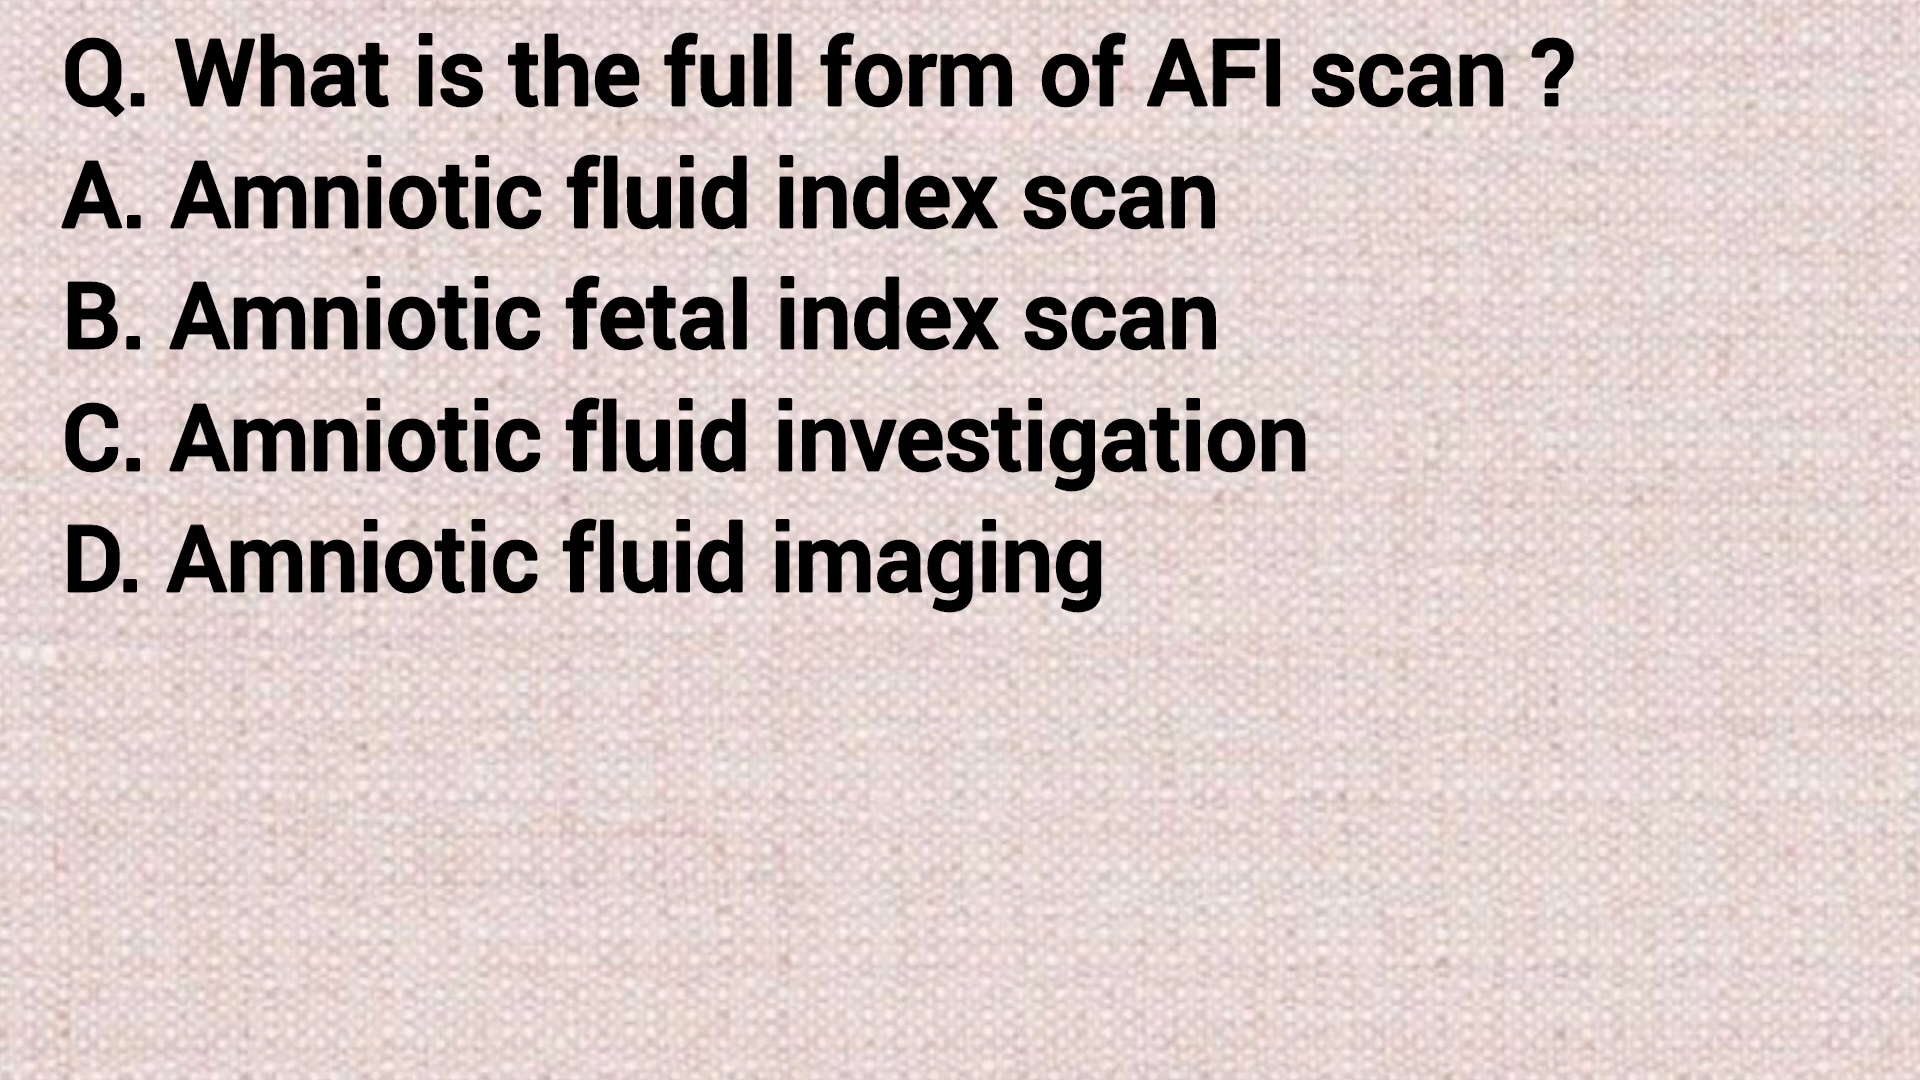 Q. What is the full form of AFI scan ?
A. Amniotic fluid index scan
B. Amniotic fetal index scan
C. Amniotic fluid investigation
D. Amniotic fluid imaging